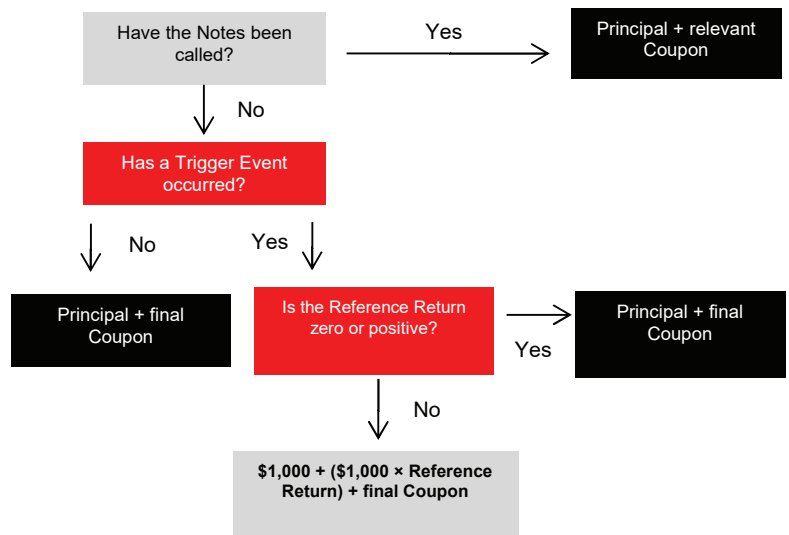 Have the Notes been
called?
Yes
Principal + relevant
Coupon
No
Has a Trigger Event
occurred?
No
Yes
Principal + final
Coupon
Is the Reference Return
zero or positive?
Yes
Principal + final
Coupon
No
$1,000 + ($1,000 × Reference
Return) + final Coupon